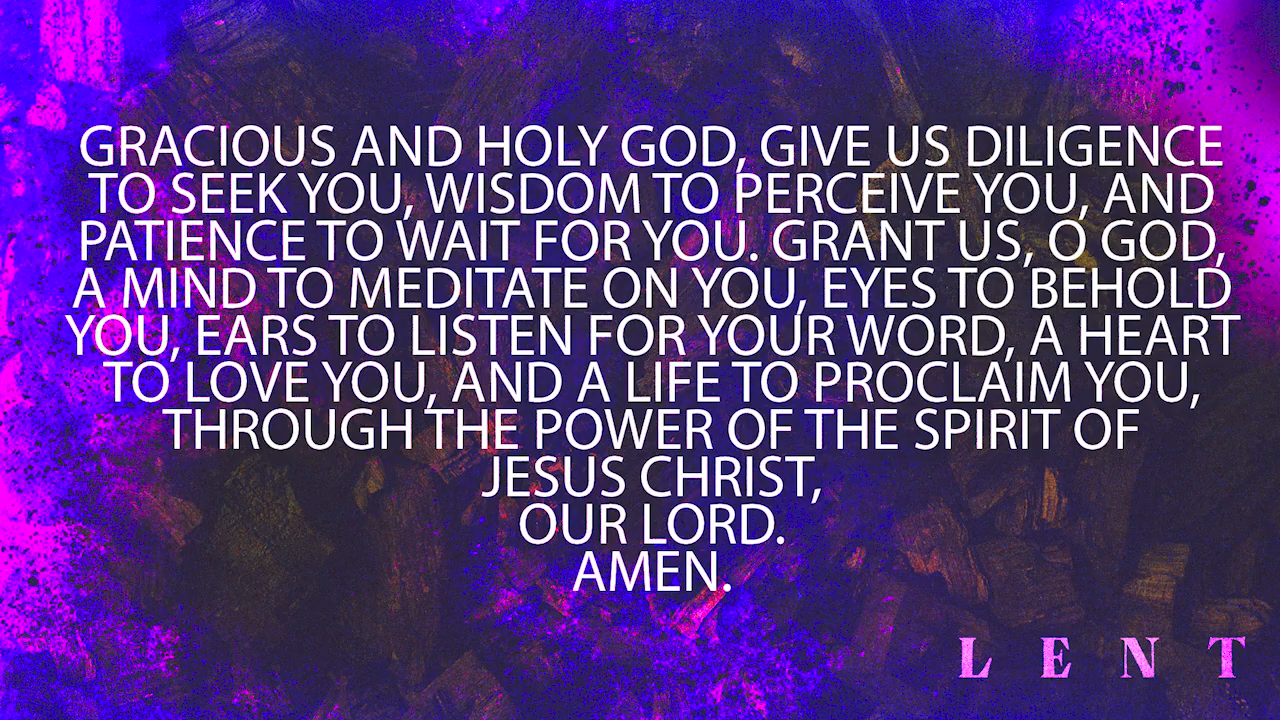 GRACIOUS AND HOLY GOD, GIVE US DILIGENCE
TO SEEK YOU, WISDOM TO PERCEIVE YOU, AND
PATIENCE TO WAIT FOR YOU. GRANT US, O GOD,
A MIND TO MEDITATE ON YOU, EYES TO BEHOLD
YOU, EARS TO LISTEN FOR YOUR WORD, A HEART
TO LOVE YOU, AND A LIFE TO PROCLAIM YOU,
THROUGH THE POWER OF THE SPIRIT OF
JESUS CHRIST,
OUR LORD.
AMEN.
LENT